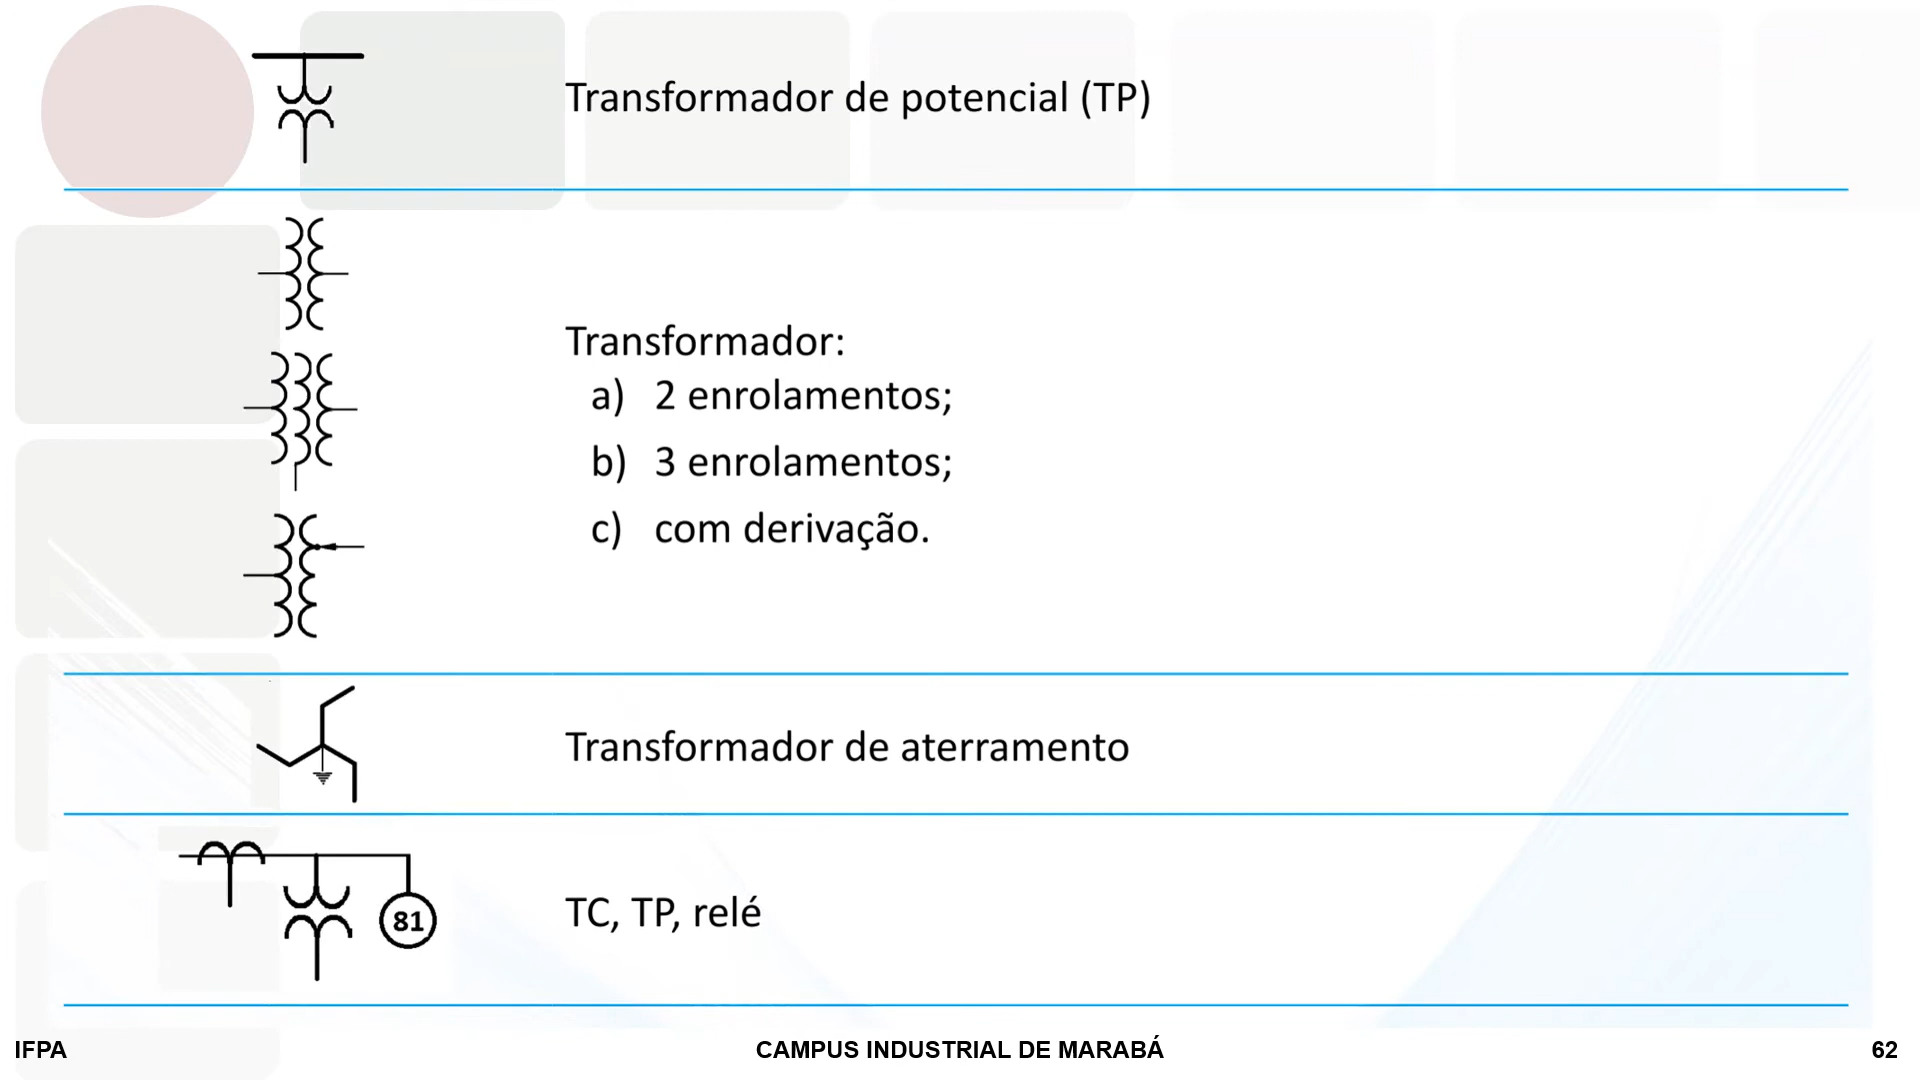 Transformador de potencial (TP)
Transformador:
a) 2 enrolamentos;
b) 3 enrolamentos;
c) com derivação.
Transformador de aterramento
81
TC, TP, relé
IFPA
CAMPUS INDUSTRIAL DE MARABÁ
62